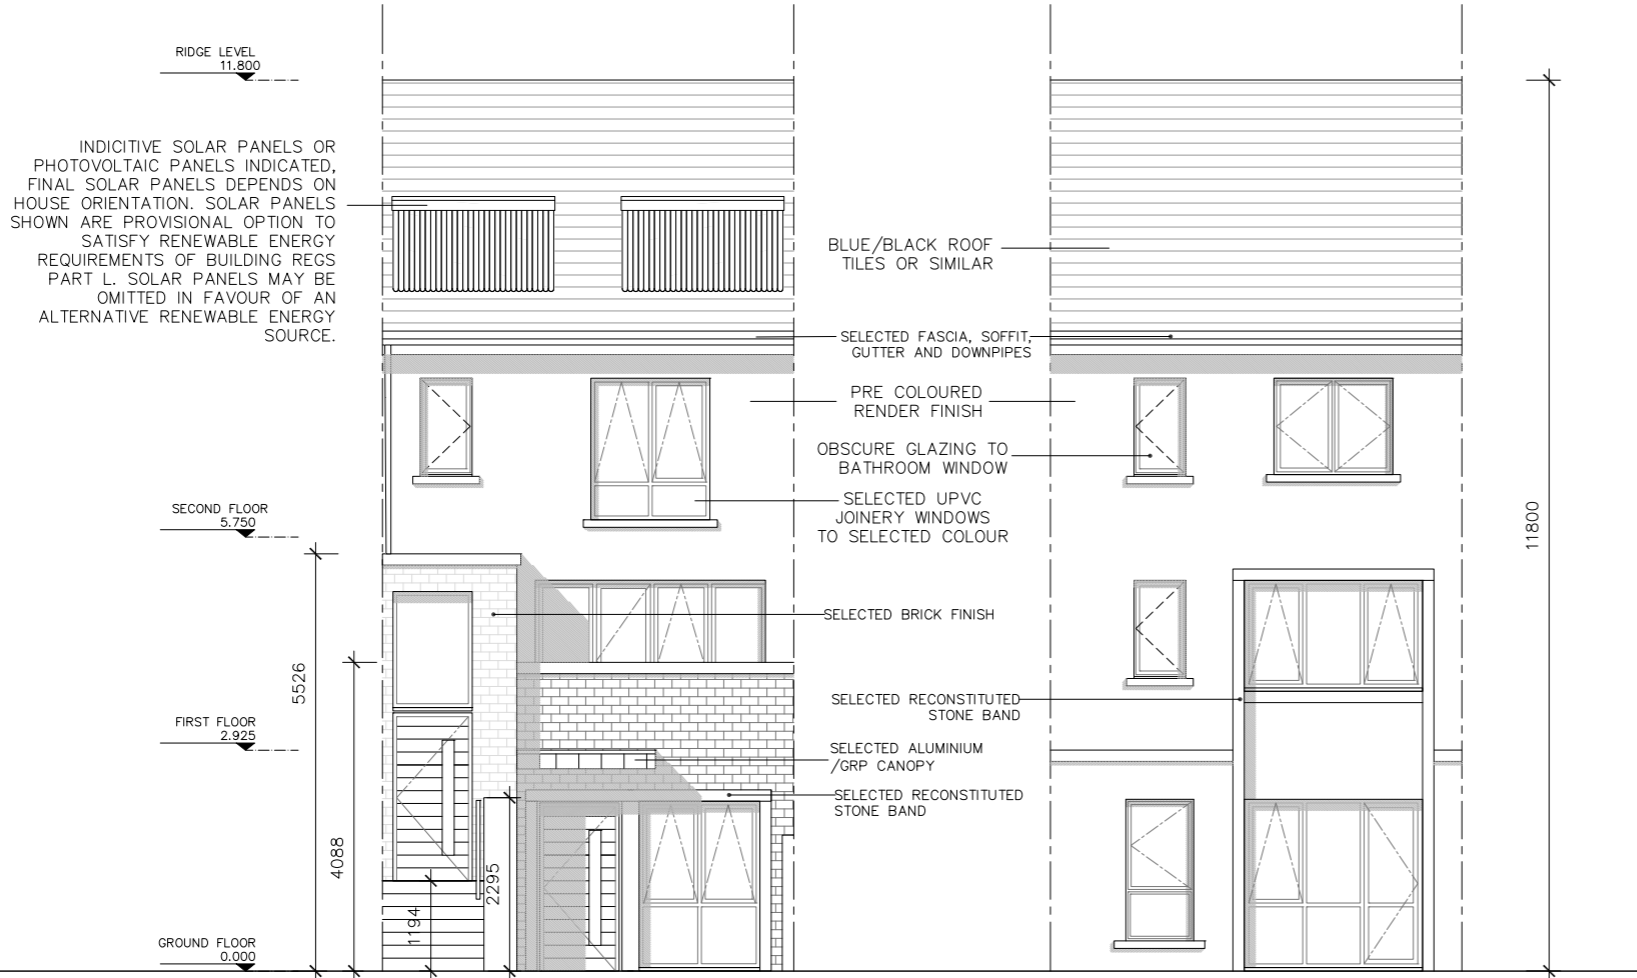 RIDGE LEVEL
11.800
INDICITIVE SOLAR PANELS OR
PHOTOVOLTAIC PANELS INDICATED,
FINAL SOLAR PANELS DEPENDS ON
HOUSE ORIENTATION. SOLAR PANELS
SHOWN ARE PROVISIONAL OPTION TO
SATISFY RENEWABLE ENERGY
REQUIREMENTS OF BUILDING REGS
PART L. SOLAR PANELS MAY BE
OMITTED IN FAVOUR OF AN
ALTERNATIVE RENEWABLE ENERGY
SOURCE.
SECOND FLOOR
5.750
FIRST FLOOR
2.925
GROUND FLOOR
0.000
5526
4088
1194
2295
BLUE/BLACK ROOF
TILES OR SIMILAR
SELECTED FASCIA, SOFFIT,
GUTTER AND DOWNPIPES
PRE COLOURED
RENDER FINISH
OBSCURE GLAZING TO
BATHROOM WINDOW
SELECTED UPVC
JOINERY WINDOWS
TO SELECTED COLOUR
SELECTED BRICK FINISH
SELECTED RECONSTITUTED
STONE BAND
SELECTED ALUMINIUM
/GRP CANOPY
SELECTED RECONSTITUTED
STONE BAND
11800